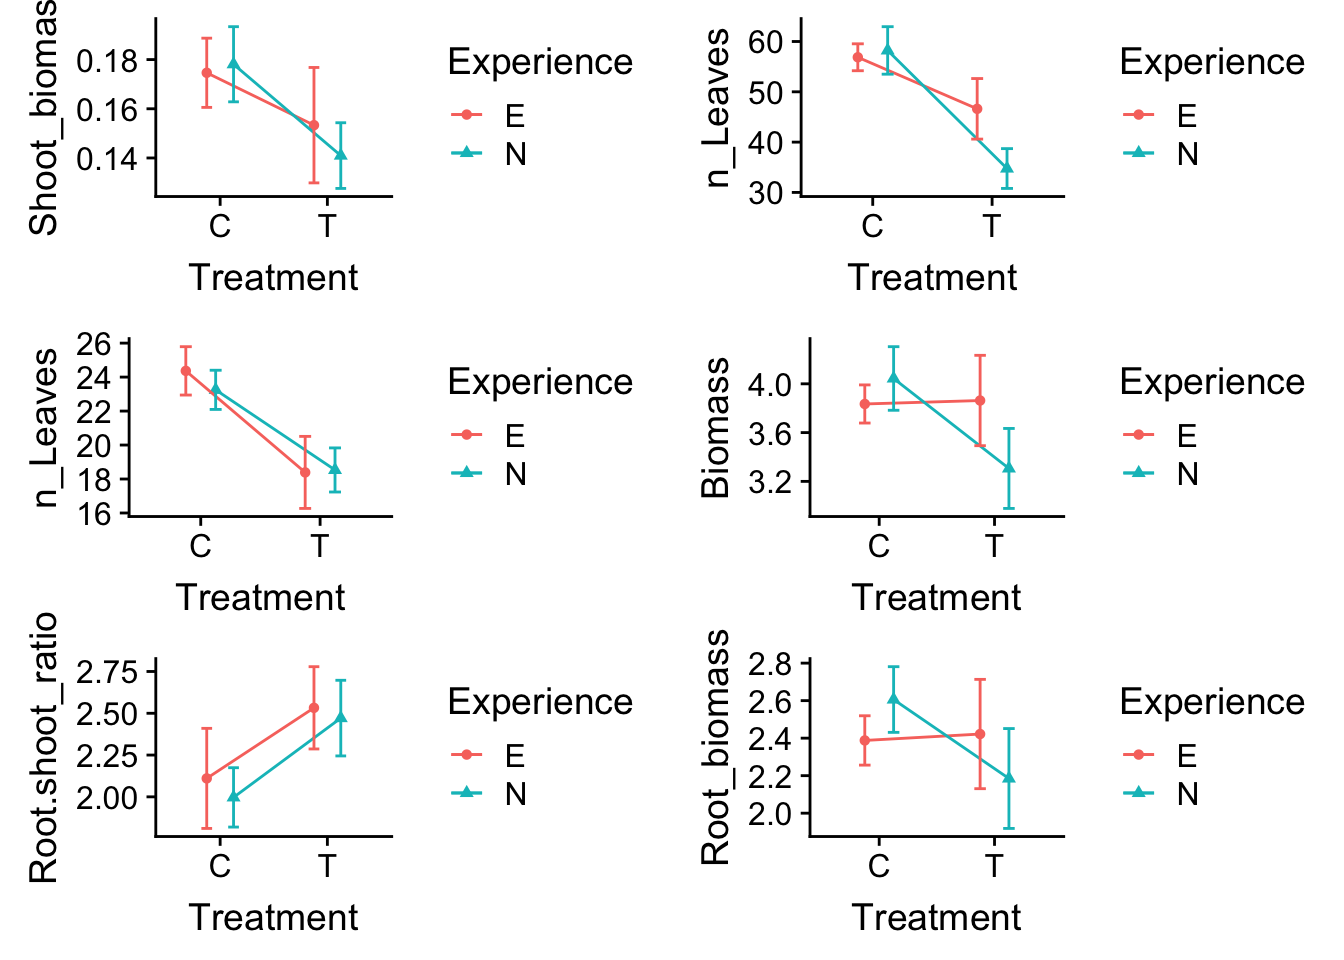 Shoot_biomas
0.18
0.16
0.14
C T
Treatment
Experience
E
N
n_Leaves
60
50
40
30
C T
Treatment
Experience
E
N
n_Leaves
26
24
22
20
18
16
C T
Treatment
Experience
E
N
Biomass
4.0
3.6
3.2
C T
Treatment
Experience
E
N
Root.shoot_ratio
2.75
2.50
2.25
2.00
C T
Treatment
Experience
E
N
Root_biomass
2.8
2.6
2.4
2.2
2.0
C T
Treatment
Experience
E
N